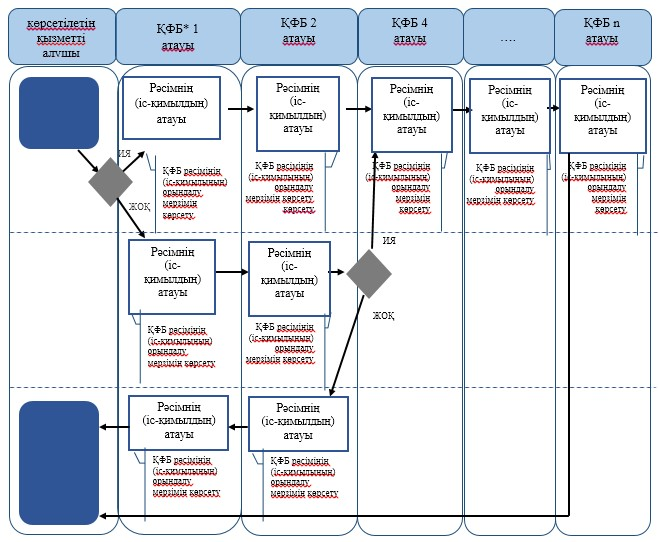 көрсетілетін
қызметті
алушы
ҚФБ* 1
атауы
ҚФБ 2
атауы
ҚФБ 4
атауы
….
ҚФБ n
атауы
Рәсімнің
(іс-қимылдың)
атауы
Рәсімнің
(іс-
қимылдың)
атауы
Рәсімнің
(іс-
қимылдың)
атауы
Рәсімнің
(іс-
қимылдың)
атауы
Рәсімнің
(іс-
қимылдың)
атауы
ИЯ
ЖОҚ
ҚФБ рәсімінің
(іс-қимылының)
орындалу
мерзімін
көрсету
ҚФБ рәсімінің
(іс-қимылының)
орындалу
мерзімін көрсету
көрсету
ҚФБ рәсімінің
(іс-қимылының)
орындалу
мерзімін
көрсету
ҚФБ рәсімінің
(іс-қимылының)
орындалу
мерзімін
көрсету
ҚФБ рәсімінің
(іс-қимылының)
орындалу
мерзімін
көрсету
Рәсімнің
(іс-
қимылдың)
атауы
Рәсімнің
(іс-
қимылдың)
атауы
ИЯ
ЖОҚ
ҚФБ рәсімінің
(іс-қимылының)
орындалу
мерзімін көрсету
ҚФБ рәсімінің
(іс-қимылының)
орындалу
мерзімін көрсету
Рәсімнің
(іс-қимылдың)
атауы
Рәсімнің
(іс-қимылдың)
атауы
ҚФБ рәсімінің
(іс-қимылының)
орындалу
мерзімін көрсету
ҚФБ рәсімінің
(іс-қимылының)
орындалу
мерзімін көрсету